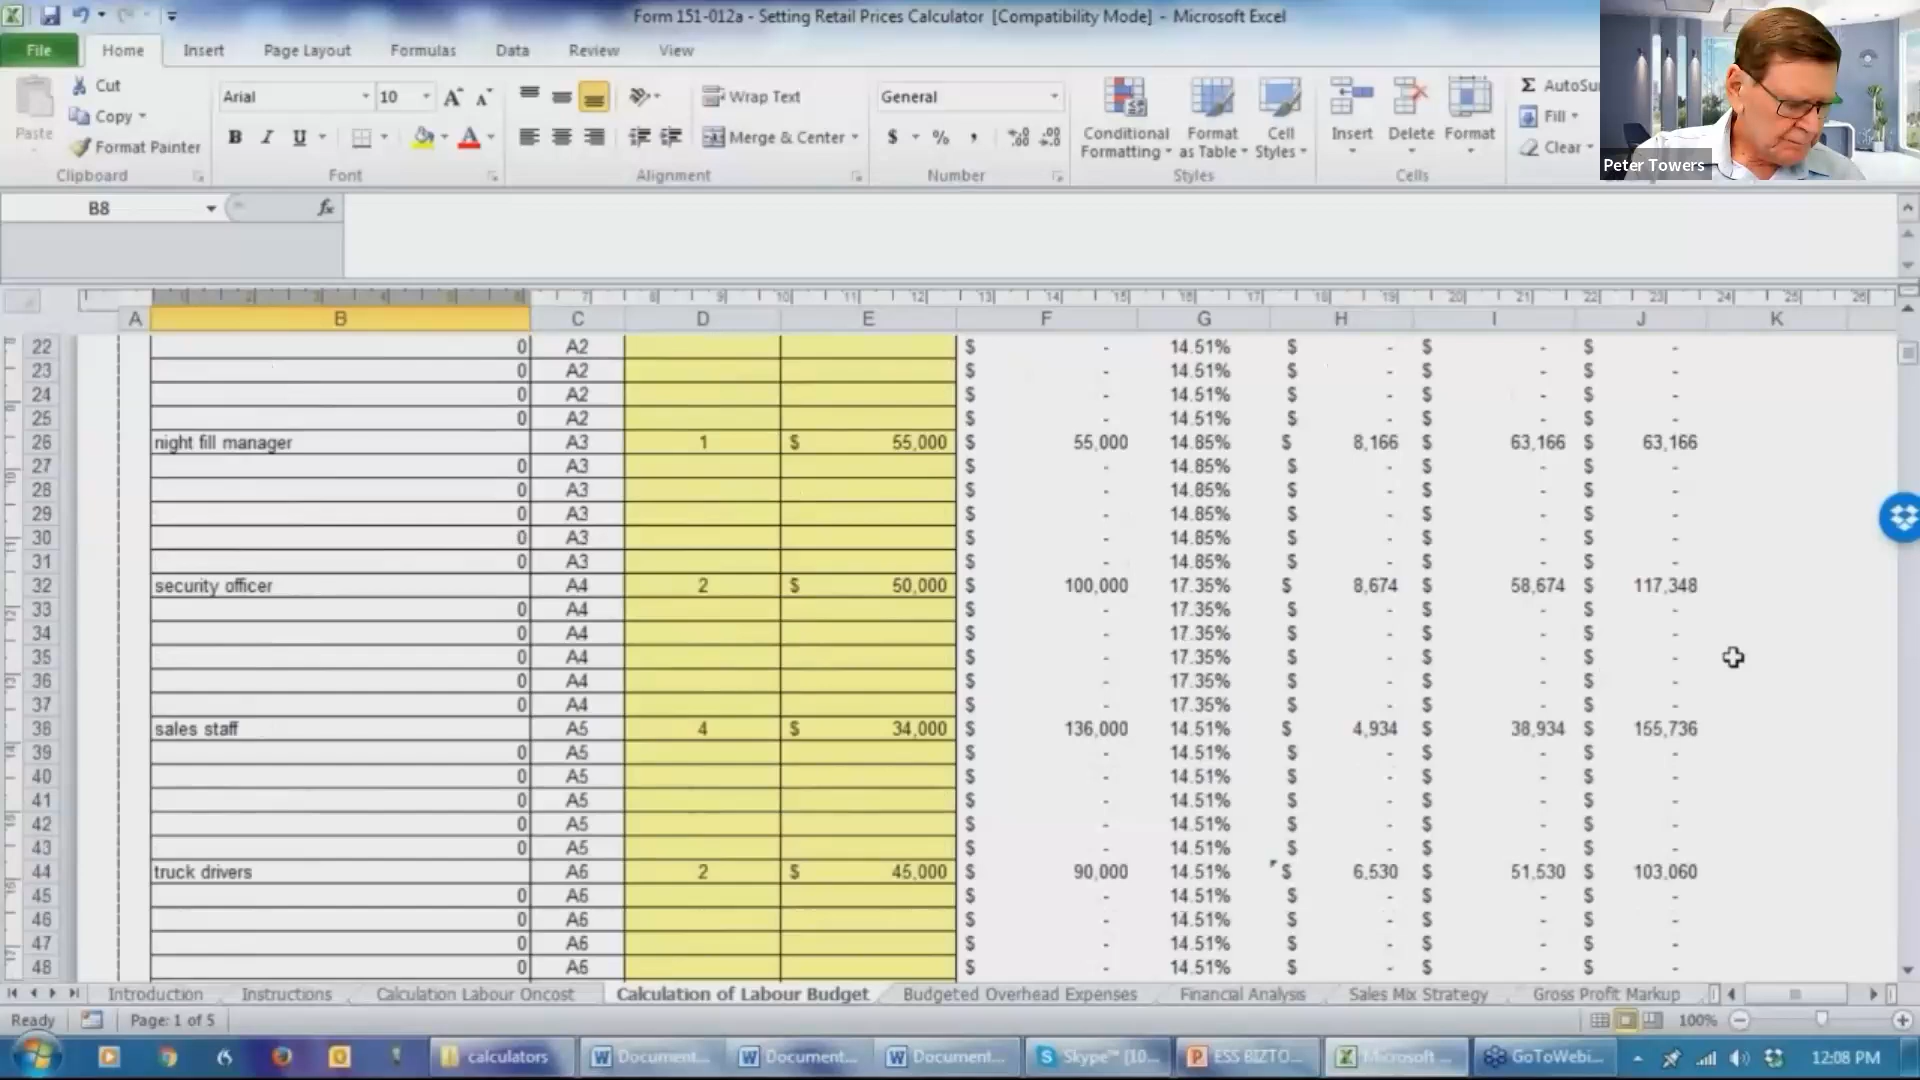 Form 151-012a - Setting Retail Prices Calculator [Compatibility Mode] - Microsoft Excel
File Home Insert Page Layout Formulas Data Review View
Cut
Copy
Format Painter
Paste
Clipboard
Arial 10
B I U
Font
Wrap Text
Merge & Center
Alignment
General
$ % ,
Number
Conditional Formatting
Format as Table
Cell Styles
Styles
Insert Delete Format
Cells
Σ AutoSu
Fill
Clear
Peter Towers
B8 fx
A B C D E F G H I J K
22 0 A2 $ - 14.51% $ - $ - $ -
23 0 A2 $ - 14.51% $ - $ - $ -
24 0 A2 $ - 14.51% $ - $ - $ -
25 0 A2 $ - 14.51% $ - $ - $ -
26 night fill manager A3 1 $ 55,000 $ 55,000 14.85% $ 8,166 $ 63,166 $ 63,166
27 0 A3 $ - 14.85% $ - $ - $ -
28 0 A3 $ - 14.85% $ - $ - $ -
29 0 A3 $ - 14.85% $ - $ - $ -
30 0 A3 $ - 14.85% $ - $ - $ -
31 0 A3 $ - 14.85% $ - $ - $ -
32 security officer A4 2 $ 50,000 $ 100,000 17.35% $ 8,674 $ 58,674 $ 117,348
33 0 A4 $ - 17.35% $ - $ - $ -
34 0 A4 $ - 17.35% $ - $ - $ -
35 0 A4 $ - 17.35% $ - $ - $ -
36 0 A4 $ - 17.35% $ - $ - $ -
37 0 A4 $ - 17.35% $ - $ - $ -
38 sales staff A5 4 $ 34,000 $ 136,000 14.51% $ 4,934 $ 38,934 $ 155,736
39 0 A5 $ - 14.51% $ - $ - $ -
40 0 A5 $ - 14.51% $ - $ - $ -
41 0 A5 $ - 14.51% $ - $ - $ -
42 0 A5 $ - 14.51% $ - $ - $ -
43 0 A5 $ - 14.51% $ - $ - $ -
44 truck drivers A6 2 $ 45,000 $ 90,000 14.51% $ 6,530 $ 51,530 $ 103,060
45 0 A6 $ - 14.51% $ - $ - $ -
46 0 A6 $ - 14.51% $ - $ - $ -
47 0 A6 $ - 14.51% $ - $ - $ -
48 0 A6 $ - 14.51% $ - $ - $ -
Introduction Instructions Calculation Labour Oncost Calculation of Labour Budget Budgeted Overhead Expenses Financial Analysis Sales Mix Strategy Gross Profit Markup
Ready Page: 1 of 5 100%
calculators Document... Document... Document... Skype™ [10... ESS BIZTO... Microsoft ... GoToWebi... 12:08 PM